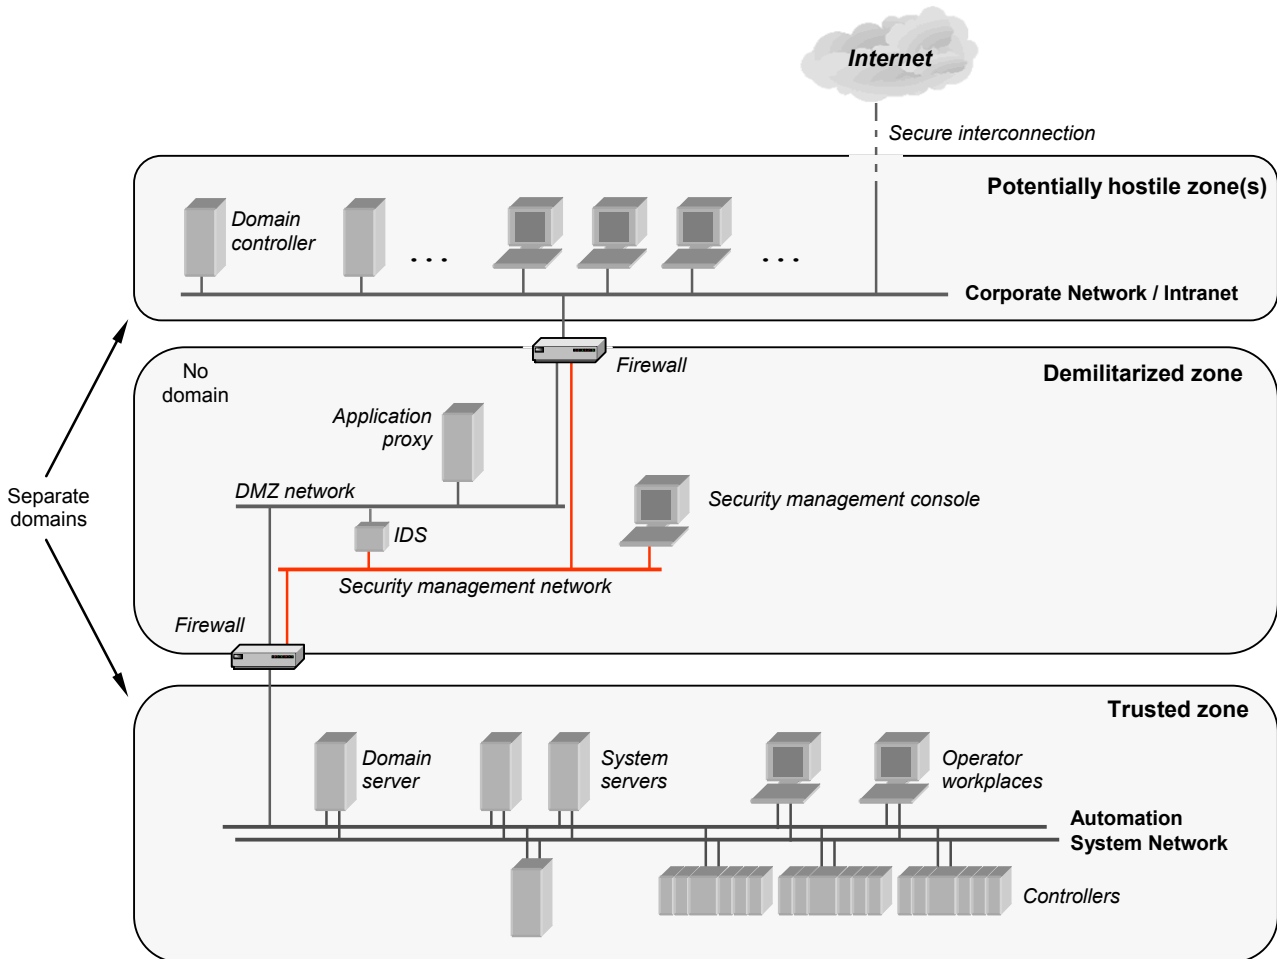 Internet
Secure interconnection
Potentially hostile zone(s)
Domain
controller
. . .
. . .
Corporate Network / Intranet
Firewall
No
domain
Demilitarized zone
Application
proxy
Separate
domains
DMZ network
Security management console
IDS
Security management network
Firewall
Trusted zone
Domain
server
System
servers
Operator
workplaces
Automation
System Network
Controllers